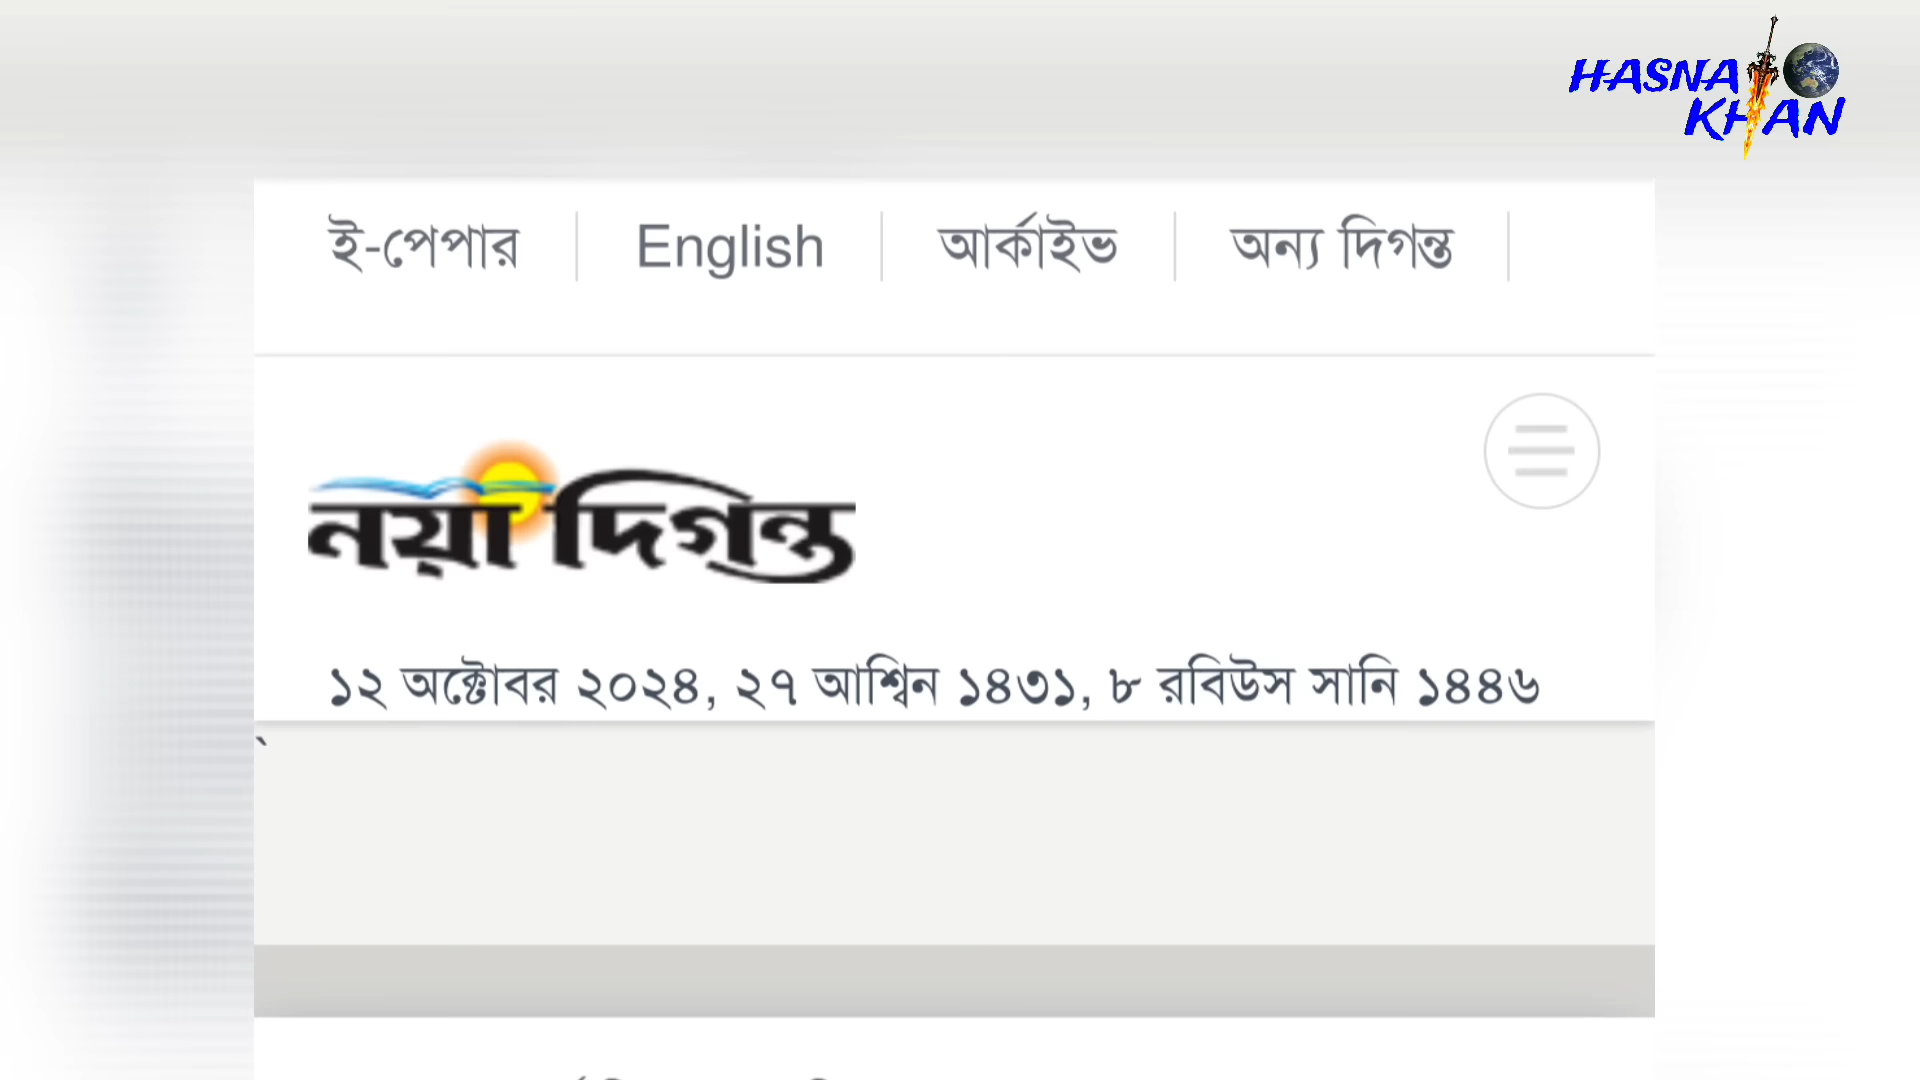 HASNA
KHAN
ই-পেপার English আর্কাইভ অন্য দিগন্ত
নয়া দিগন্ত
১২ অক্টোবর ২০২৪, ২৭ আশ্বিন ১৪৩১, ৮ রবিউস সানি ১৪৪৬
`